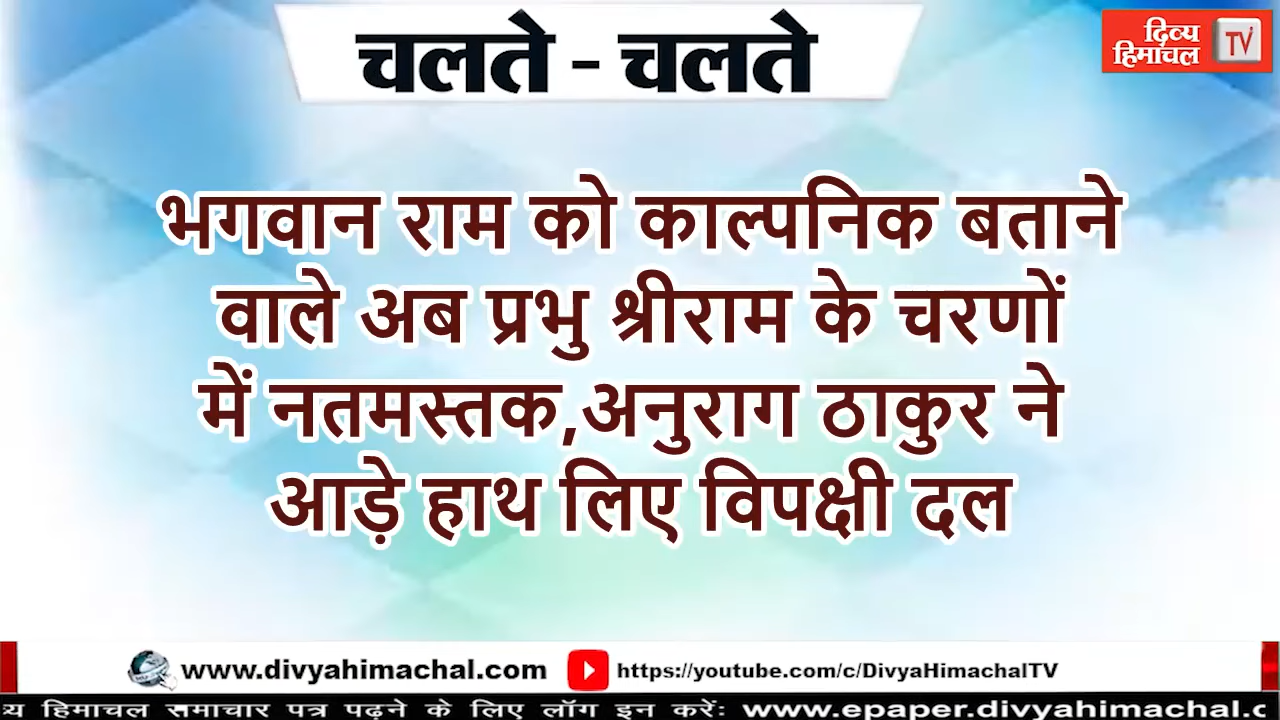 चलते - चलते
दिव्य
हिमाचल
TV
भगवान राम को काल्पनिक बताने
वाले अब प्रभु श्रीराम के चरणों
में नतमस्तक,अनुराग ठाकुर ने
आड़े हाथ लिए विपक्षी दल
www.divyahimachal.com
https://youtube.com/c/DivyaHimachalTV
हिमाचल समाचार पत्र पढ़ने के लिए लॉग इन करें: www.epaper.divyahimachal.c